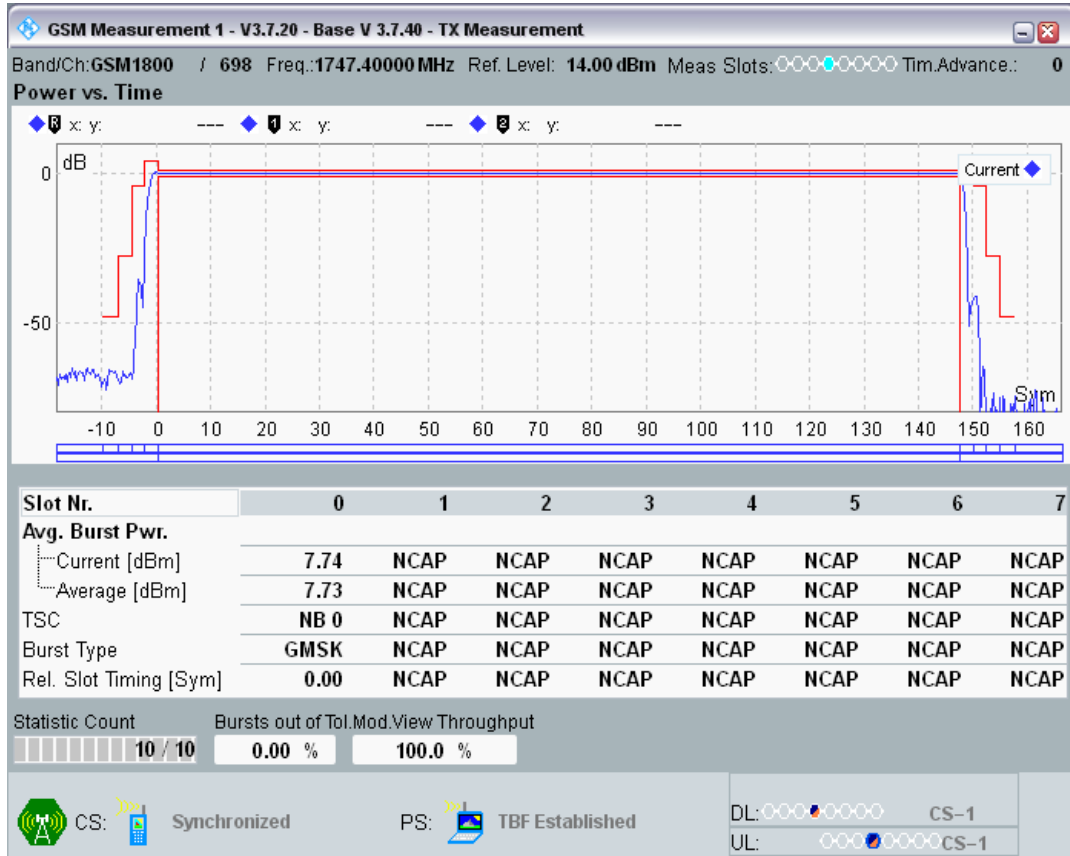 GSM Measurement 1 - V3.7.20 - Base V 3.7.40 - TX Measurement
Band/Ch:GSM1800 / 698 Freq.:1747.40000 MHz Ref. Level: 14.00 dBm Meas Slots: Tim.Advance.: 0
Power vs. Time
R x: y: --- 1 x: y: --- 2 x: y: ---
dB
0
Current
-50
Sym
-10 0 10 20 30 40 50 60 70 80 90 100 110 120 130 140 150 160
Slot Nr. 0 1 2 3 4 5 6 7
Avg. Burst Pwr.
Current [dBm] 7.74 NCAP NCAP NCAP NCAP NCAP NCAP NCAP
Average [dBm] 7.73 NCAP NCAP NCAP NCAP NCAP NCAP NCAP
TSC NB 0 NCAP NCAP NCAP NCAP NCAP NCAP NCAP
Burst Type GMSK NCAP NCAP NCAP NCAP NCAP NCAP NCAP
Rel. Slot Timing [Sym] 0.00 NCAP NCAP NCAP NCAP NCAP NCAP NCAP
Statistic Count Bursts out of Tol. Mod.View Throughput
10 / 10 0.00 % 100.0 %
CS: Synchronized PS: TBF Established
DL: CS-1
UL: CS-1